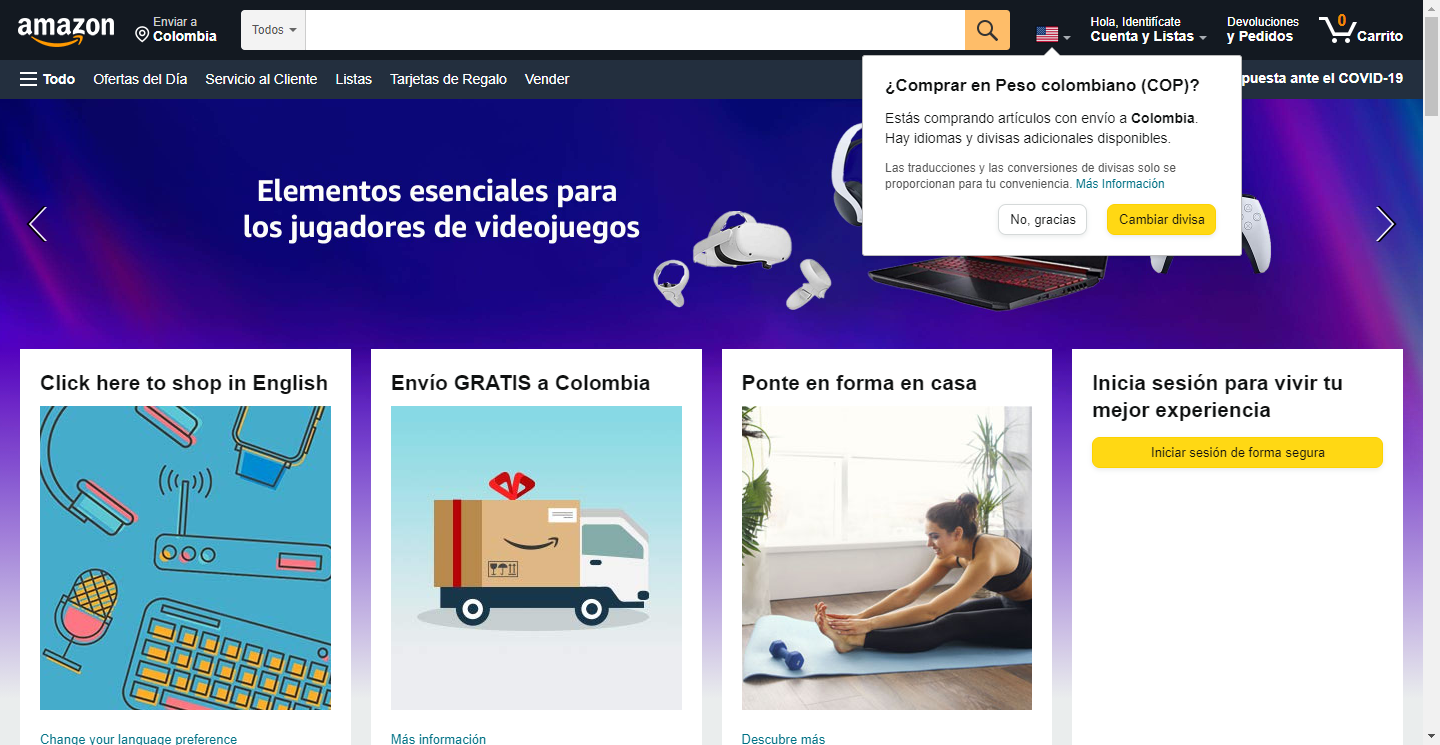 amazon
Enviar a
Colombia
Todos
Hola, Identifícate
Cuenta y Listas
Devoluciones
y Pedidos
0
Carrito
Todo
Ofertas del Día
Servicio al Cliente
Listas
Tarjetas de Regalo
Vender
puesta ante el COVID-19
¿Comprar en Peso colombiano (COP)?
Estás comprando artículos con envío a Colombia.
Hay idiomas y divisas adicionales disponibles.
Las traducciones y las conversiones de divisas solo se
proporcionan para tu conveniencia. Más Información
No, gracias
Cambiar divisa
Elementos esenciales para
los jugadores de videojuegos
Click here to shop in English
Envío GRATIS a Colombia
Ponte en forma en casa
Inicia sesión para vivir tu
mejor experiencia
Iniciar sesión de forma segura
Change your language preference
Más información
Descubre más